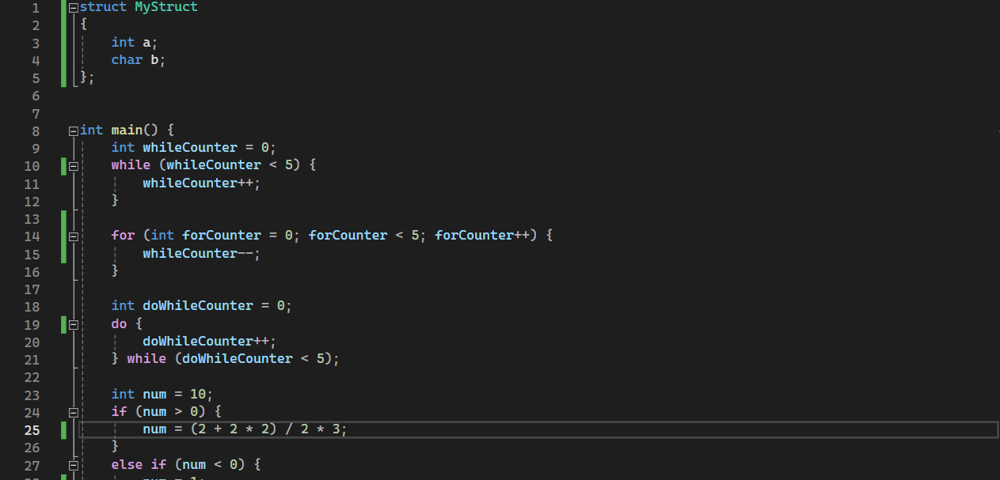 1 struct MyStruct
2 {
3     int a;
4     char b;
5 };
6
7
8 int main() {
9     int whileCounter = 0;
10     while (whileCounter < 5) {
11         whileCounter++;
12     }
13
14     for (int forCounter = 0; forCounter < 5; forCounter++) {
15         whileCounter--;
16     }
17
18     int doWhileCounter = 0;
19     do {
20         doWhileCounter++;
21     } while (doWhileCounter < 5);
22
23     int num = 10;
24     if (num > 0) {
25         num = (2 + 2 * 2) / 2 * 3;
26     }
27     else if (num < 0) {